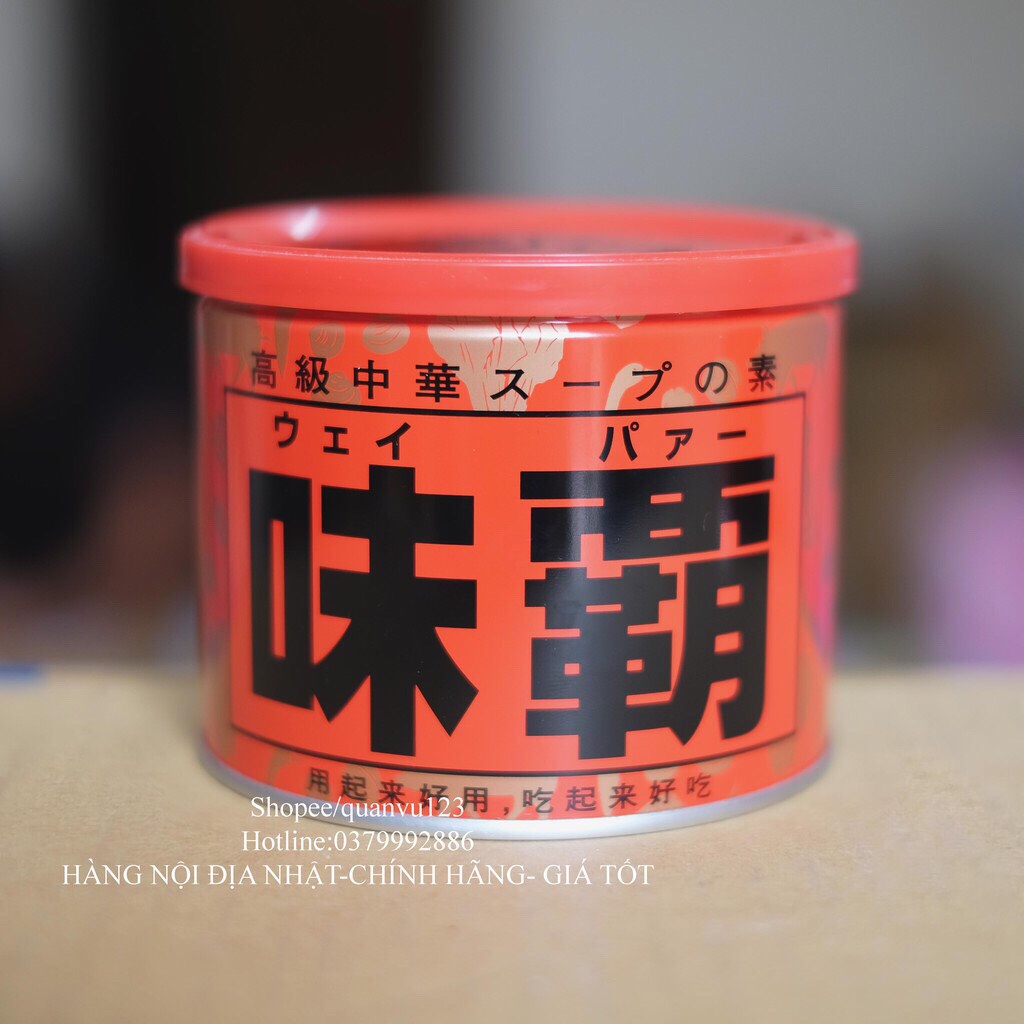 高級中華スープの素
ウェイ パァー
味覇
用起来好用,吃起来好吃
Shopee/quanvu123
Hotline:0379992886
HÀNG NỘI ĐỊA NHẬT-CHÍNH HÃNG- GIÁ TỐT